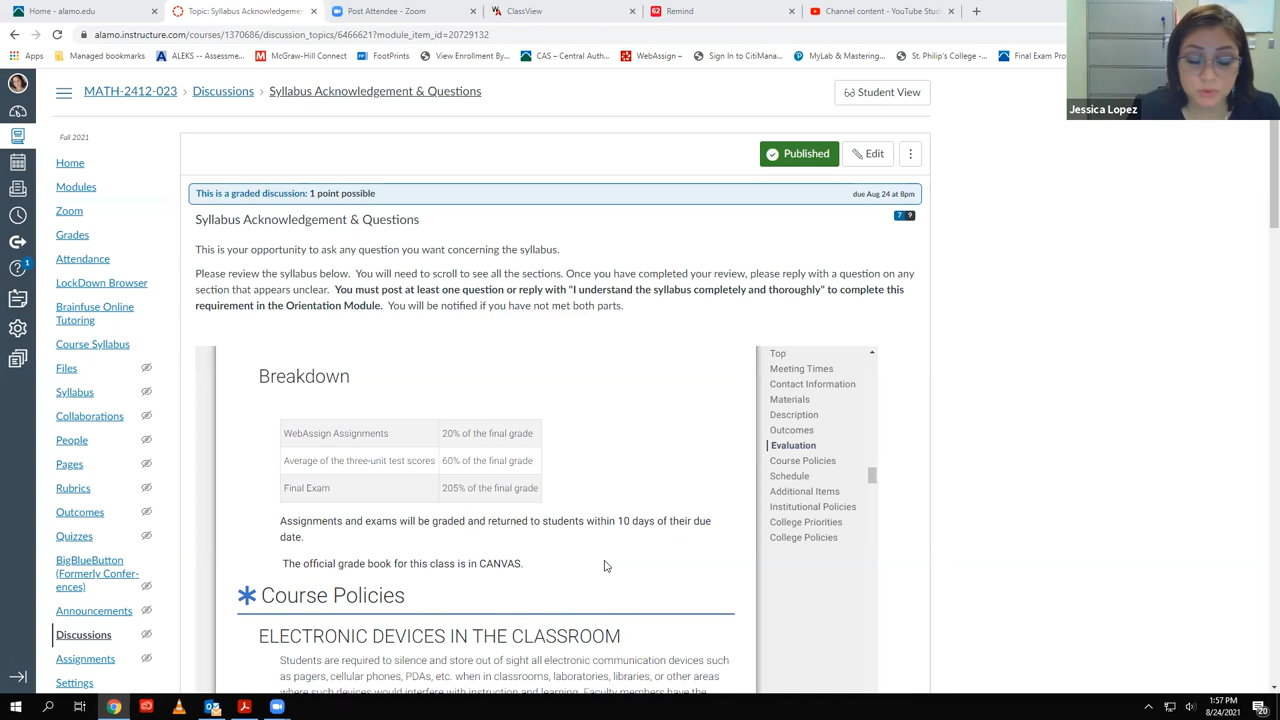 Home - alamo.edu
Topic: Syllabus Acknowledgeme
Post Attendee - Zoom
ClassView
Remind
Channel content - YouTube Stud
alamo.instructure.com/courses/1370686/discussion_topics/6466621?module_item_id=20729132
Apps
Managed bookmarks
ALEKS -- Assessme...
McGraw-Hill Connect
FootPrints
View Enrollment By...
CAS – Central Auth...
WebAssign –
Sign In to CitiMana...
MyLab & Mastering...
St. Philip's College -...
Final Exam Pro
Jessica Lopez
MATH-2412-023 › Discussions › Syllabus Acknowledgement & Questions
Student View
Fall 2021
Home
Modules
Zoom
Grades
Attendance
LockDown Browser
Brainfuse Online
Tutoring
Course Syllabus
Files
Syllabus
Collaborations
People
Pages
Rubrics
Outcomes
Quizzes
BigBlueButton
(Formerly Confer-
ences)
Announcements
Discussions
Assignments
Settings
1
Published
Edit
This is a graded discussion: 1 point possible
due Aug 24 at 8pm
Syllabus Acknowledgement & Questions
7 9
This is your opportunity to ask any question you want concerning the syllabus.
Please review the syllabus below.  You will need to scroll to see all the sections. Once you have completed your review, please reply with a question on any
section that appears unclear.  You must post at least one question or reply with "I understand the syllabus completely and thoroughly" to complete this
requirement in the Orientation Module.  You will be notified if you have not met both parts.
Breakdown
WebAssign Assignments 20% of the final grade
Average of the three-unit test scores 60% of the final grade
Final Exam 205% of the final grade
Assignments and exams will be graded and returned to students within 10 days of their due
date.
The official grade book for this class is in CANVAS.
Course Policies
ELECTRONIC DEVICES IN THE CLASSROOM
Students are required to silence and store out of sight all electronic communication devices such
as pagers, cellular phones, PDAs, etc. when in classrooms, laboratories, libraries, or other areas
where such devices would interfere with instruction and learning. Faculty members have the
Top
Meeting Times
Contact Information
Materials
Description
Outcomes
Evaluation
Course Policies
Schedule
Additional Items
Institutional Policies
College Priorities
College Policies
1:57 PM
8/24/2021
20